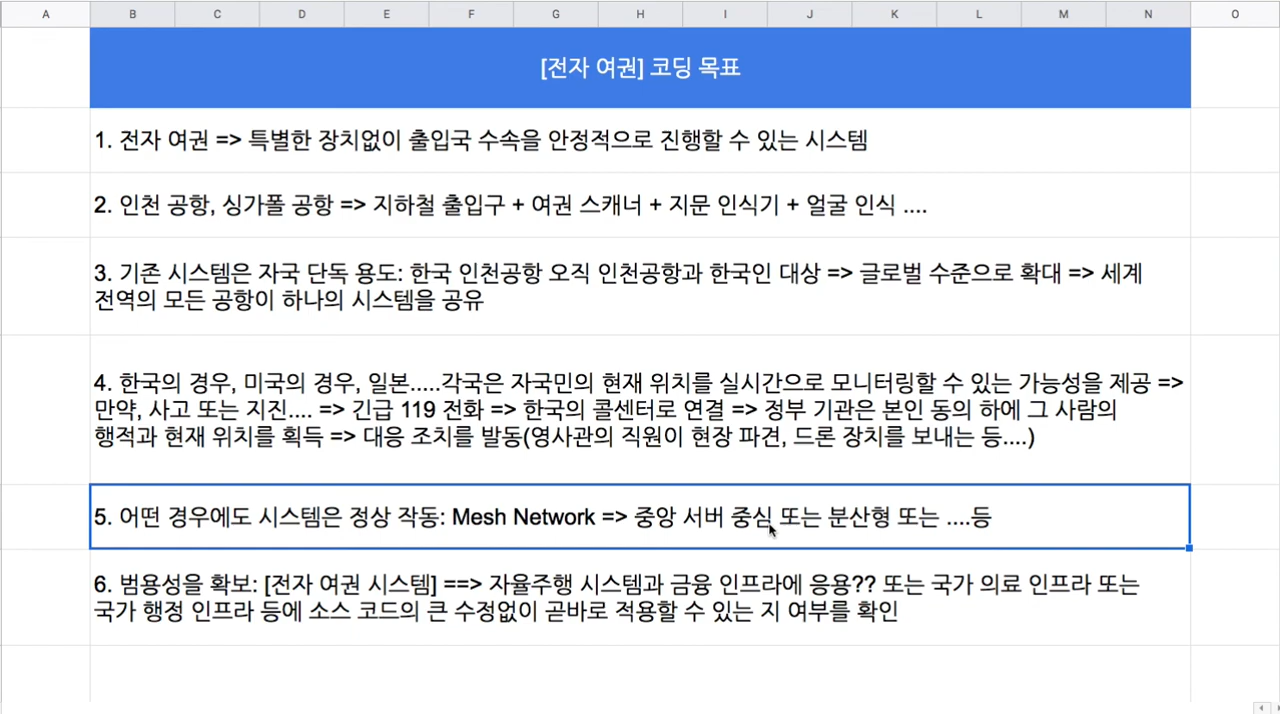 A B C D E F G H I J K L M N O
[전자 여권] 코딩 목표
1. 전자 여권 => 특별한 장치없이 출입국 수속을 안정적으로 진행할 수 있는 시스템
2. 인천 공항, 싱가폴 공항 => 지하철 출입구 + 여권 스캐너 + 지문 인식기 + 얼굴 인식 ....
3. 기존 시스템은 자국 단독 용도: 한국 인천공항 오직 인천공항과 한국인 대상 => 글로벌 수준으로 확대 => 세계
전역의 모든 공항이 하나의 시스템을 공유
4. 한국의 경우, 미국의 경우, 일본.....각국은 자국민의 현재 위치를 실시간으로 모니터링할 수 있는 가능성을 제공 =>
만약, 사고 또는 지진.... => 긴급 119 전화 => 한국의 콜센터로 연결 => 정부 기관은 본인 동의 하에 그 사람의
행적과 현재 위치를 획득 => 대응 조치를 발동(영사관의 직원이 현장 파견, 드론 장치를 보내는 등....)
5. 어떤 경우에도 시스템은 정상 작동: Mesh Network => 중앙 서버 중심 또는 분산형 또는 ....등
6. 범용성을 확보: [전자 여권 시스템] ==> 자율주행 시스템과 금융 인프라에 응용?? 또는 국가 의료 인프라 또는
국가 행정 인프라 등에 소스 코드의 큰 수정없이 곧바로 적용할 수 있는 지 여부를 확인